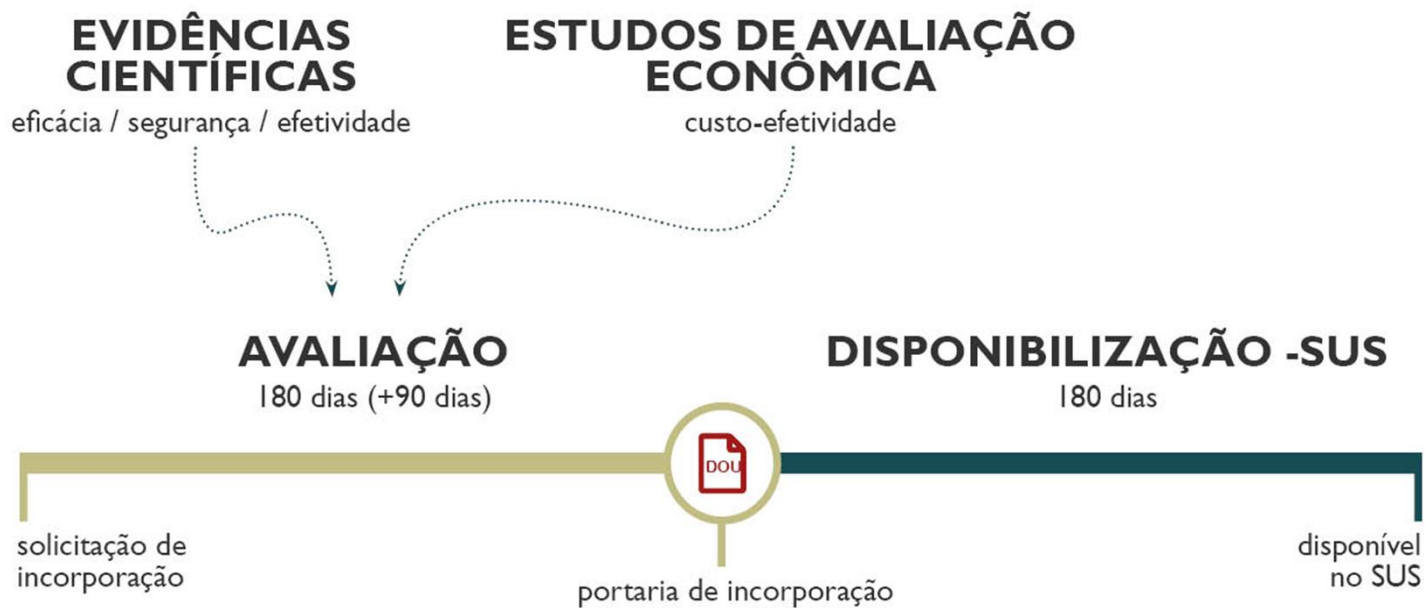 EVIDÊNCIAS
CIENTÍFICAS
eficácia / segurança / efetividade
ESTUDOS DE AVALIAÇÃO
ECONÔMICA
custo-efetividade
AVALIAÇÃO
180 dias (+90 dias)
DISPONIBILIZAÇÃO -SUS
180 dias
DOU
solicitação de
incorporação
portaria de incorporação
disponível
no SUS